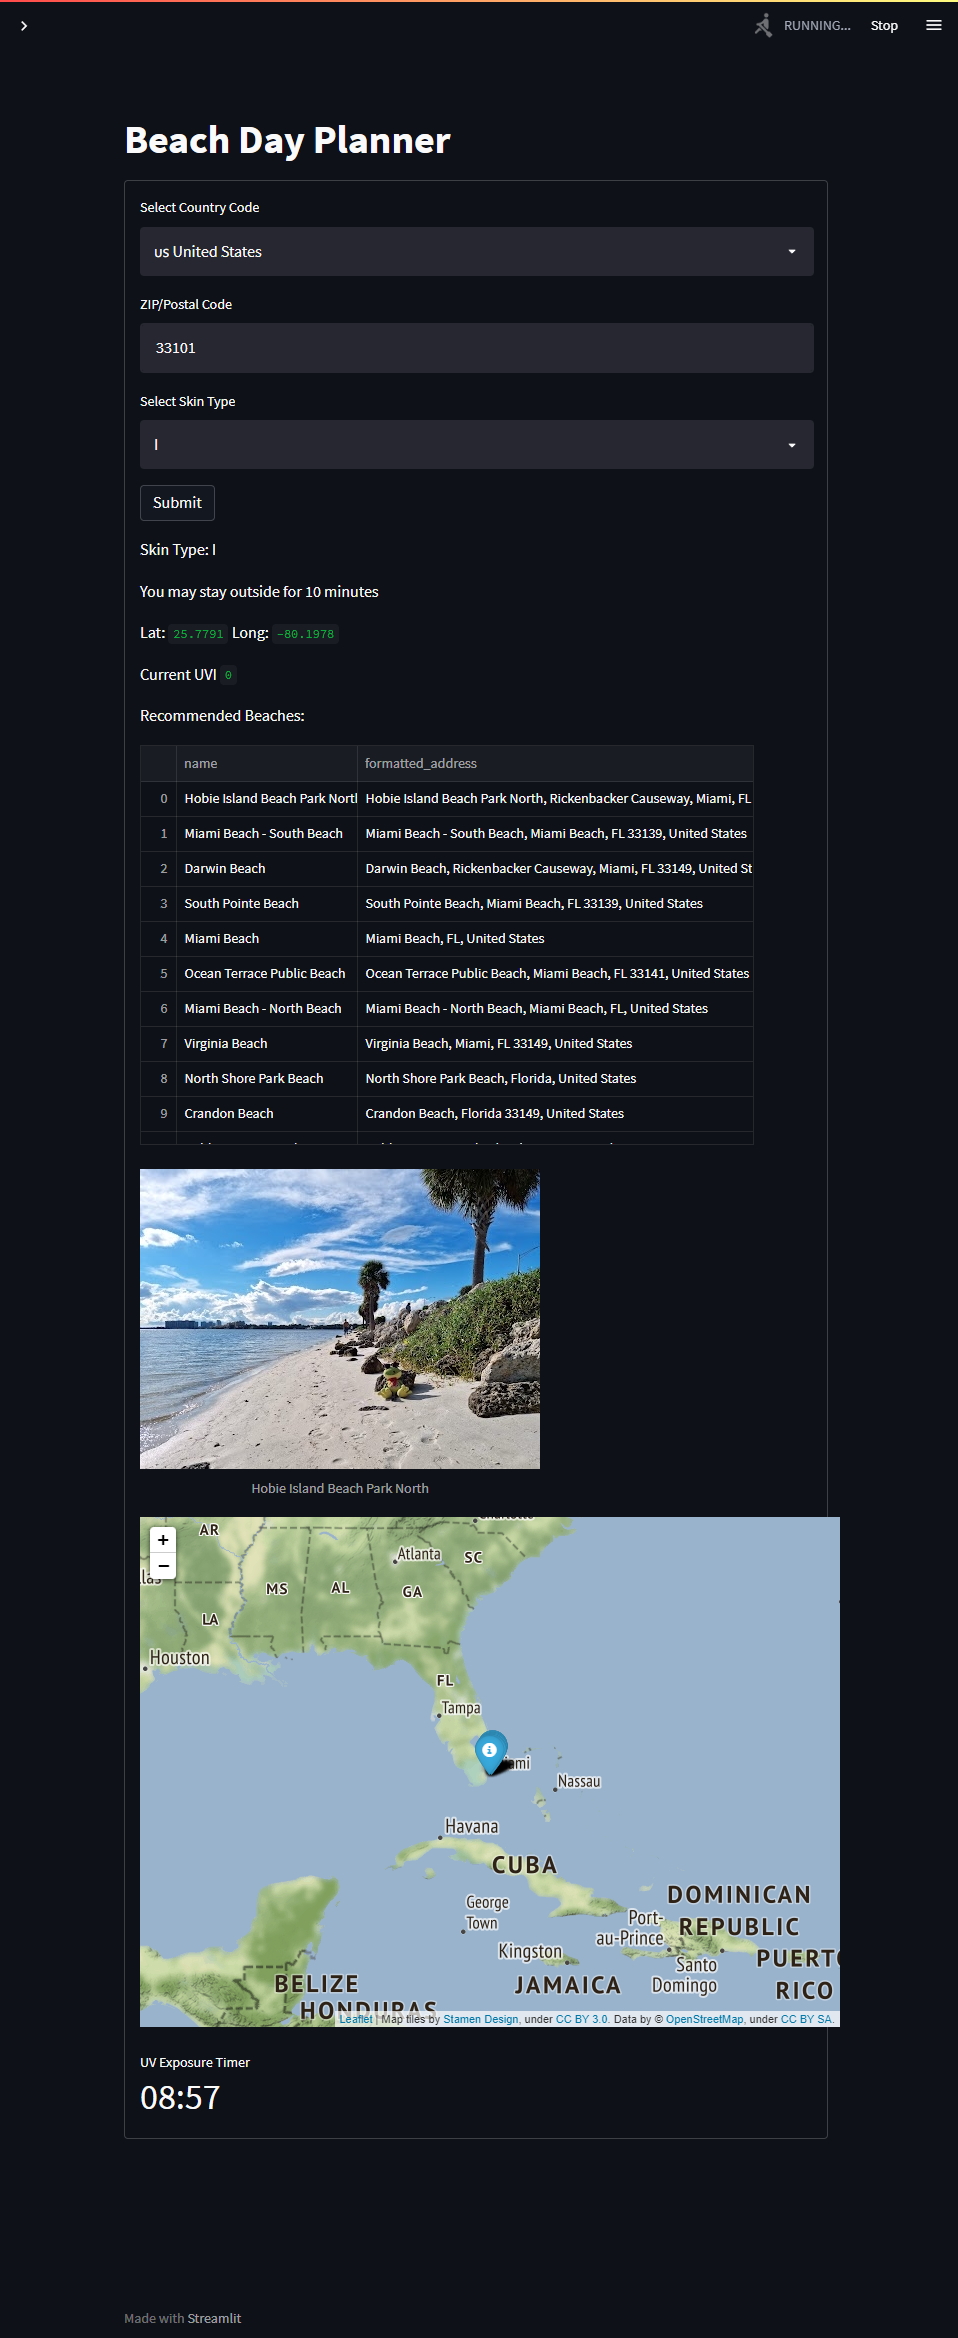 RUNNING...
Stop
Beach Day Planner
Select Country Code
us United States
ZIP/Postal Code
33101
Select Skin Type
I
Submit
Skin Type: I
You may stay outside for 10 minutes
Lat: 25.7791 Long: -80.1978
Current UVI 0
Recommended Beaches:
name formatted_address
0 Hobie Island Beach Park North Hobie Island Beach Park North, Rickenbacker Causeway, Miami, FL
1 Miami Beach - South Beach Miami Beach - South Beach, Miami Beach, FL 33139, United States
2 Darwin Beach Darwin Beach, Rickenbacker Causeway, Miami, FL 33149, United St
3 South Pointe Beach South Pointe Beach, Miami Beach, FL 33139, United States
4 Miami Beach Miami Beach, FL, United States
5 Ocean Terrace Public Beach Ocean Terrace Public Beach, Miami Beach, FL 33141, United States
6 Miami Beach - North Beach Miami Beach - North Beach, Miami Beach, FL, United States
7 Virginia Beach Virginia Beach, Miami, FL 33149, United States
8 North Shore Park Beach North Shore Park Beach, Florida, United States
9 Crandon Beach Crandon Beach, Florida 33149, United States
Hobie Island Beach Park North
+
−
AR
Atlanta
SC
las
MS
AL
GA
LA
Houston
FL
Tampa
ami
Nassau
Havana
CUBA
George
Town
DOMINICAN
REPUBLIC
Port-
au-Prince
Kingston
Santo
Domingo
PUERTO
RICO
JAMAICA
BELIZE
HONDURAS
Leaflet | Map tiles by Stamen Design, under CC BY 3.0. Data by © OpenStreetMap, under CC BY SA.
UV Exposure Timer
08:57
Made with Streamlit